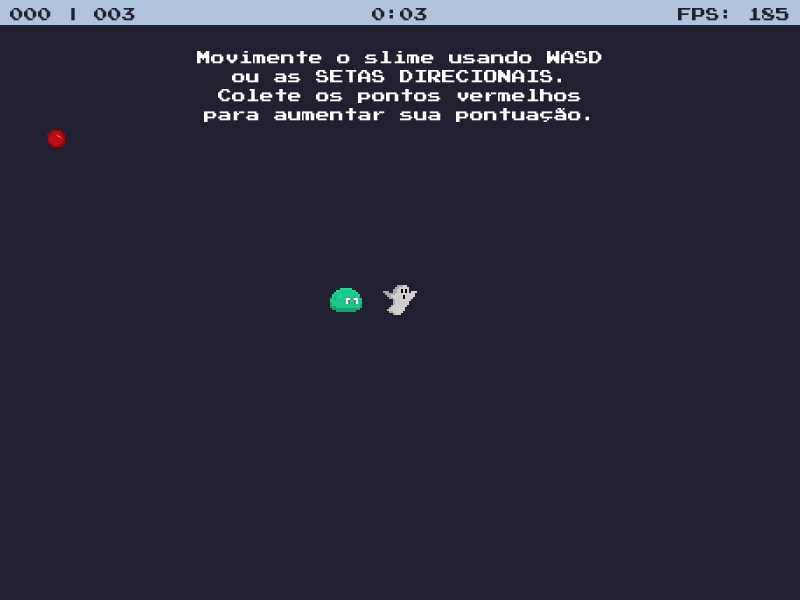 000 | 003 0:03 FPS: 185
Movimente o slime usando WASD
ou as SETAS DIRECIONAIS.
Colete os pontos vermelhos
para aumentar sua pontuação.